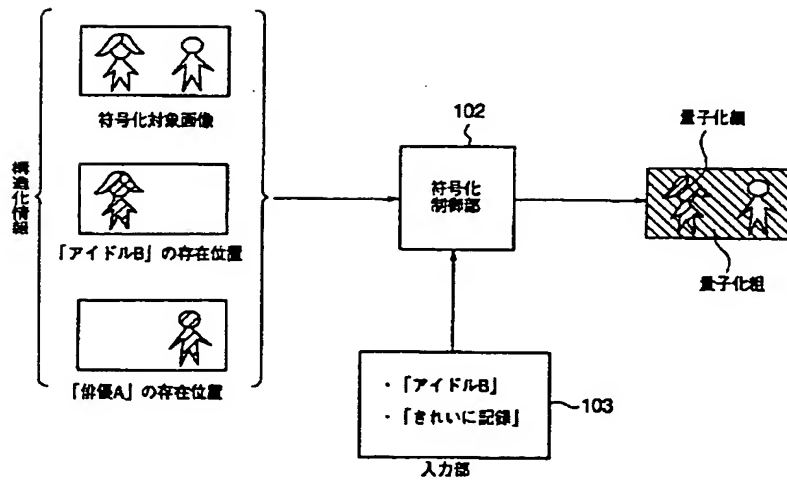 構造化情報
符号化対象画像
「アイドルB」の存在位置
「俳優A」の存在位置
102
符号化
制御部
・「アイドルB」
・「きれいに記録」
103
入力部
量子化細
量子化粗